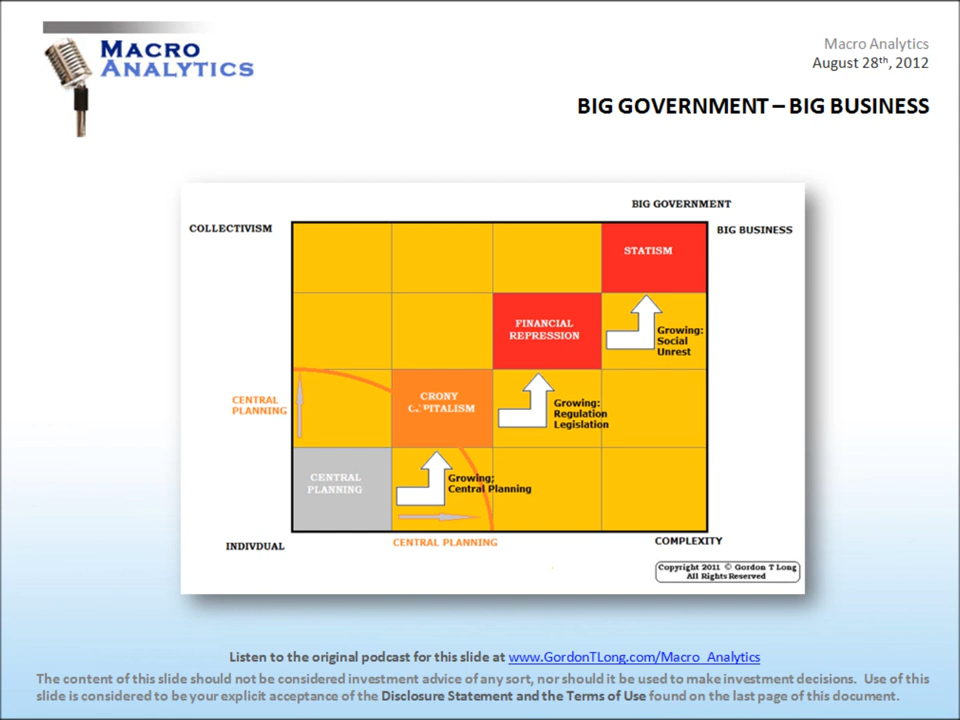 MACRO
ANALYTICS
Macro Analytics
August 28th, 2012
BIG GOVERNMENT – BIG BUSINESS
BIG GOVERNMENT
COLLECTIVISM
BIG BUSINESS
STATISM
FINANCIAL
REPRESSION
Growing:
Social
Unrest
CENTRAL
PLANNING
CRONY
CAPITALISM
Growing:
Regulation
Legislation
CENTRAL
PLANNING
Growing;
Central Planning
INDIVDUAL
CENTRAL PLANNING
COMPLEXITY
Copyright 2011 © Gordon T Long
All Rights Reserved
Listen to the original podcast for this slide at www.GordonTLong.com/Macro_Analytics
The content of this slide should not be considered investment advice of any sort, nor should it be used to make investment decisions. Use of this
slide is considered to be your explicit acceptance of the Disclosure Statement and the Terms of Use found on the last page of this document.